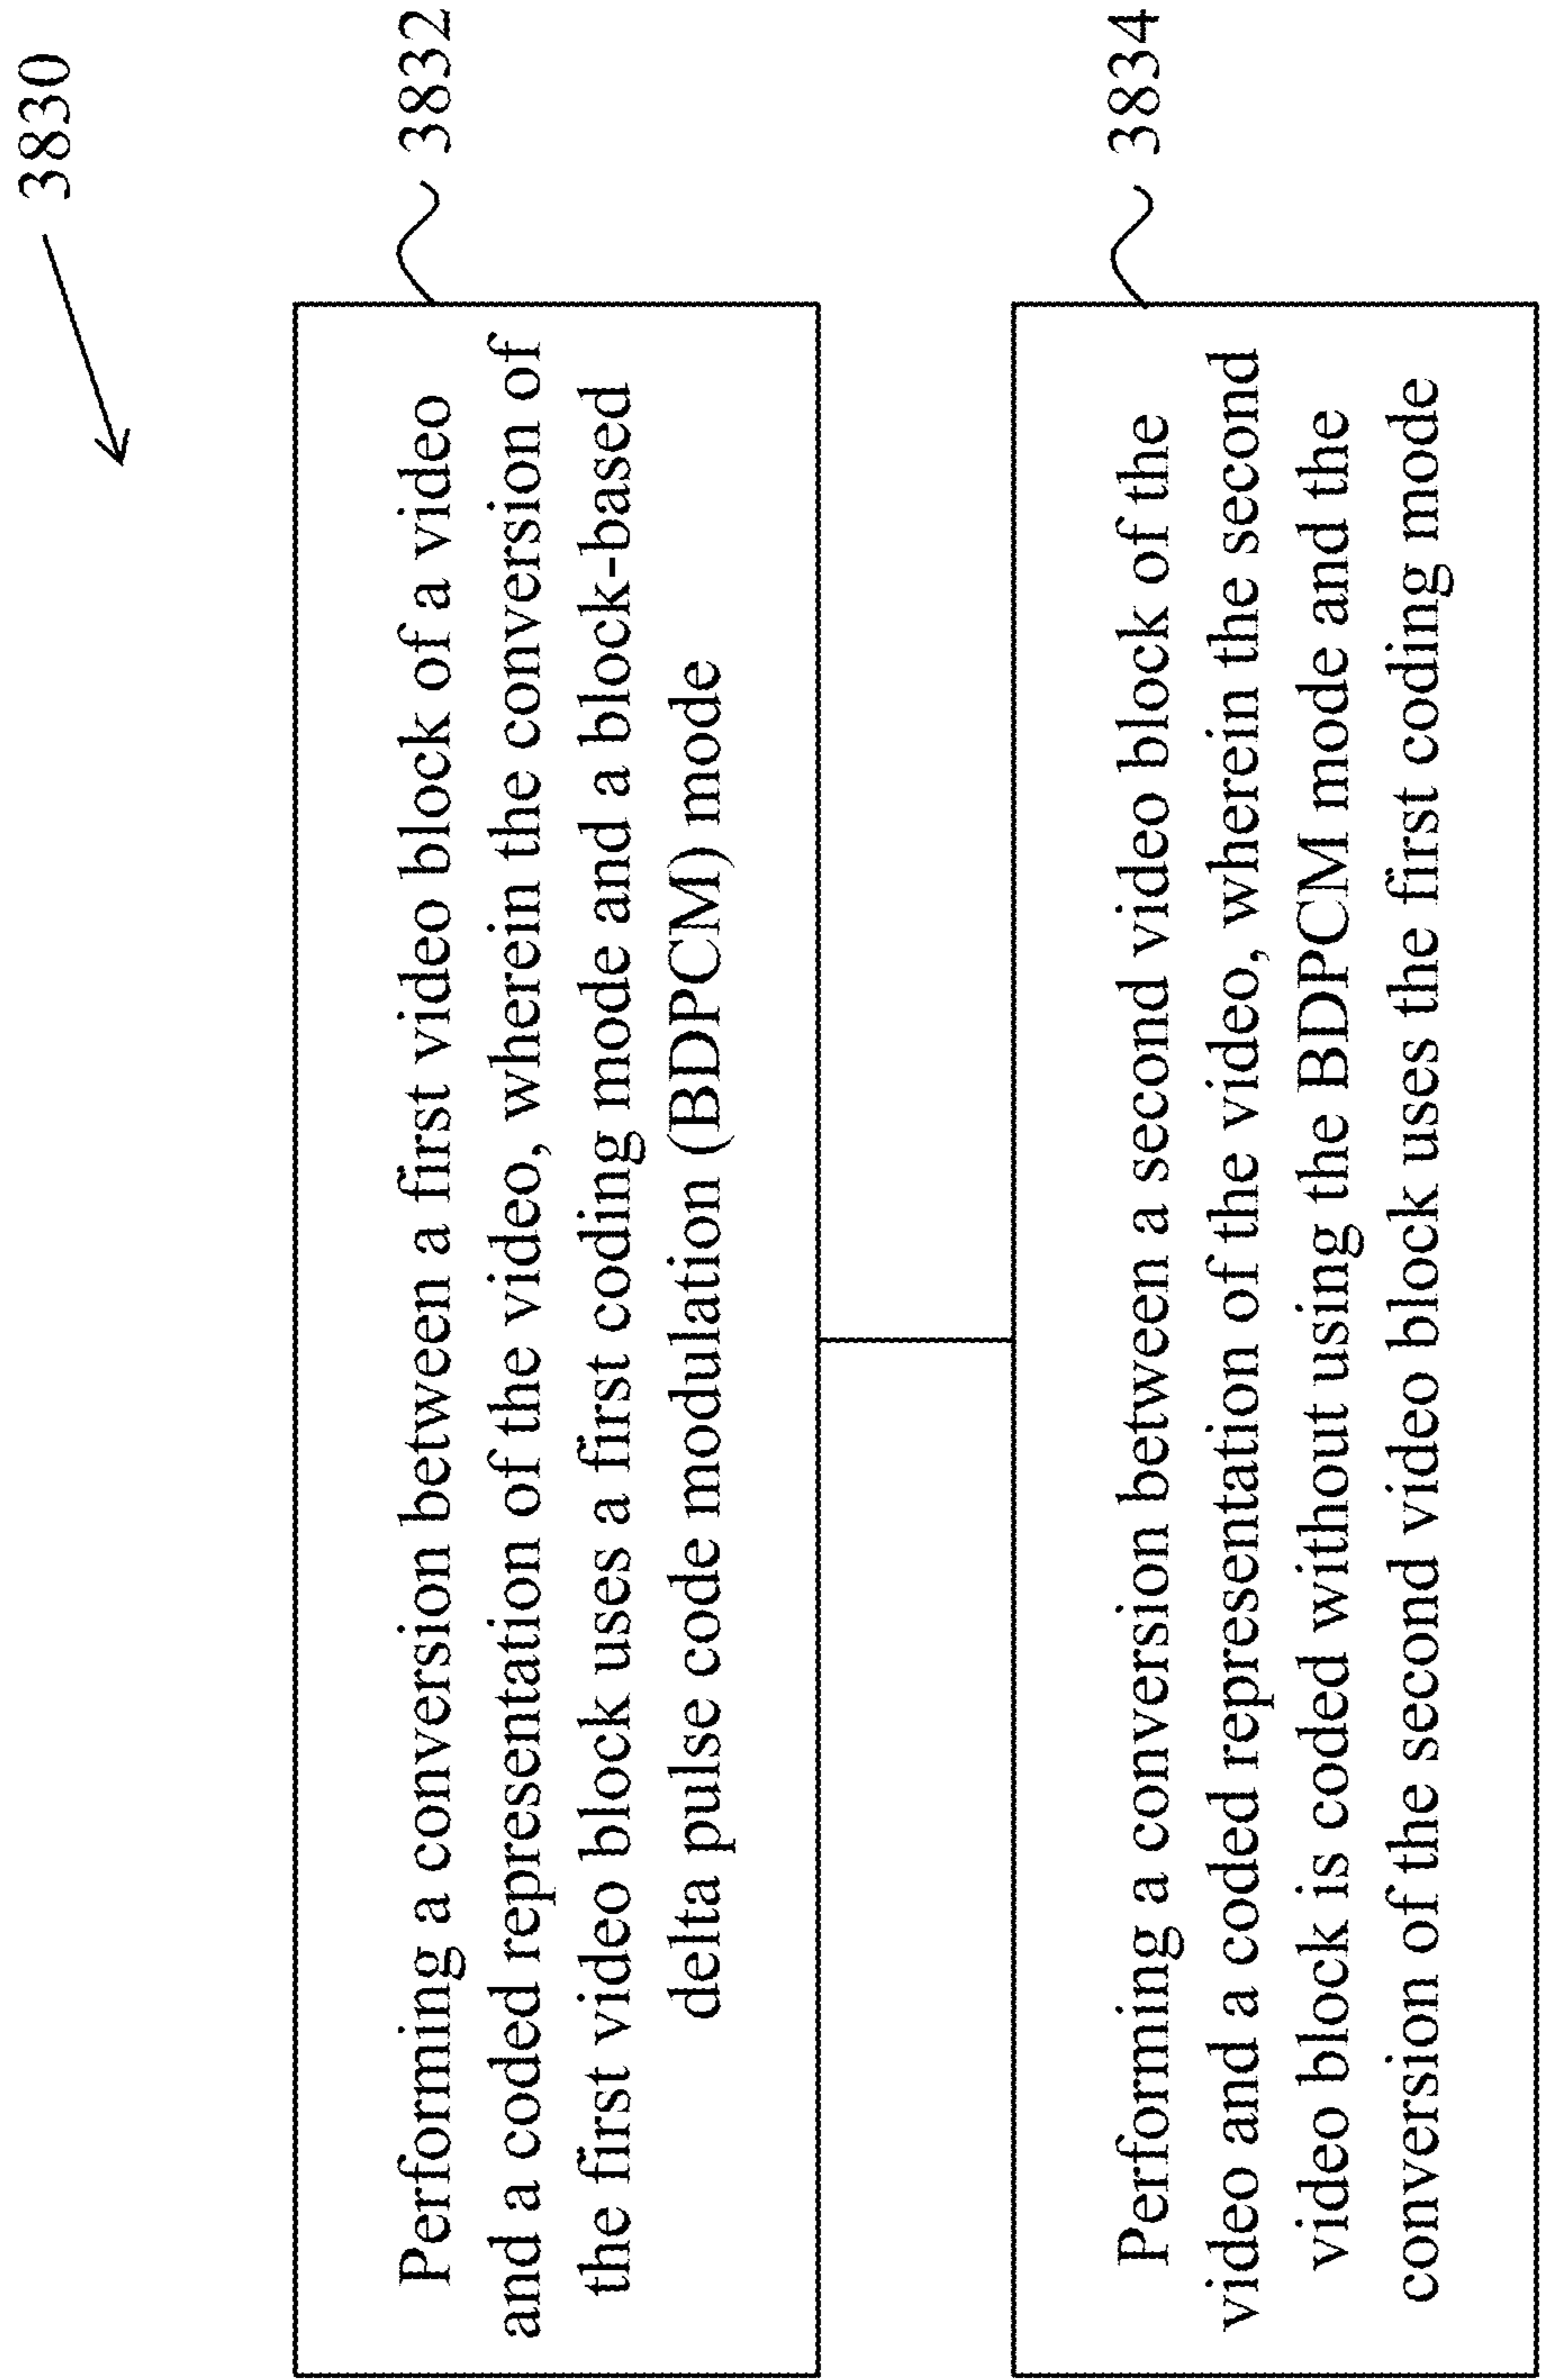 3830
Performing a conversion between a first video block of a video
and a coded representation of the video, wherein the conversion of
the first video block uses a first coding mode and a block-based
delta pulse code modulation (BDPCM) mode
3832
Performing a conversion between a second video block of the
video and a coded representation of the video, wherein the second
video block is coded without using the BDPCM mode and the
conversion of the second video block uses the first coding mode
3834